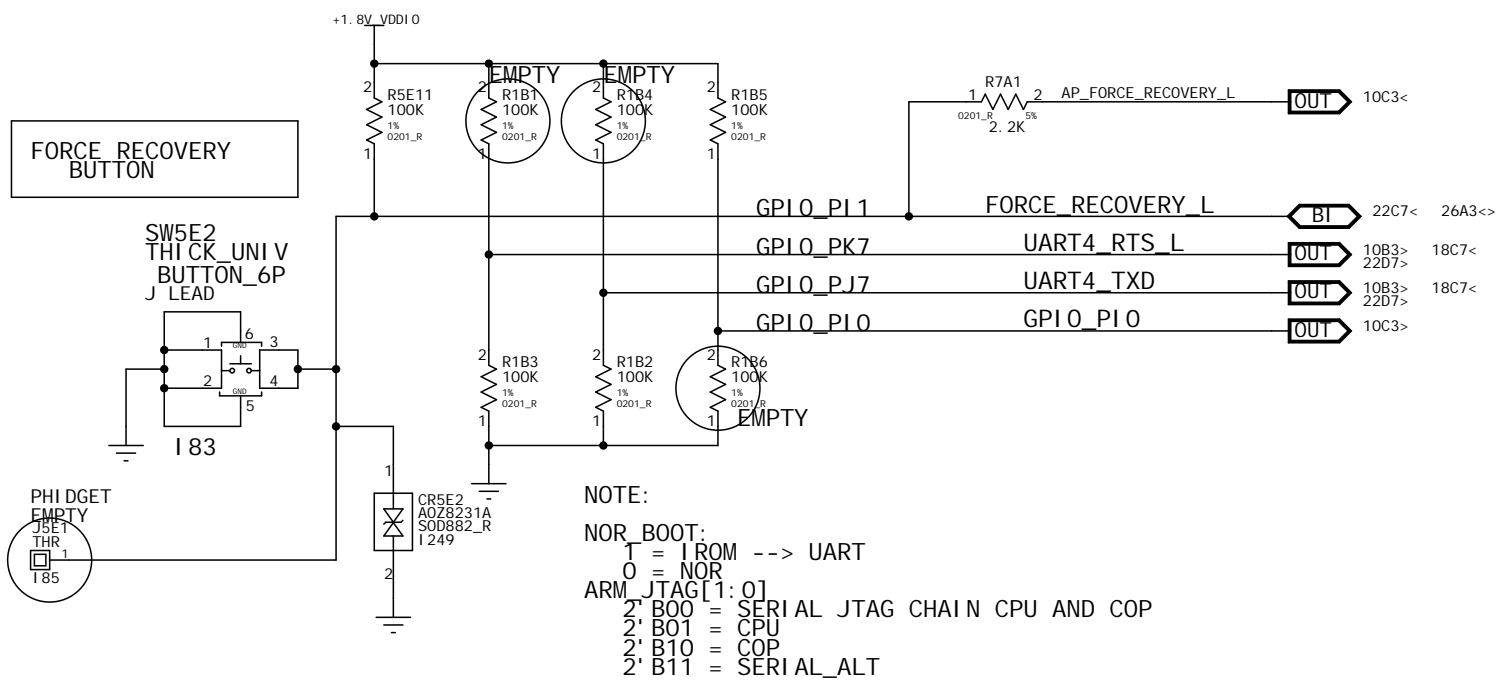 +1.8V_VDDIO
EMPTY
EMPTY
2
R5E11
100K
1%
0201_R
1
2
R1B1
100K
1%
0201_R
1
2
R1B4
100K
1%
0201_R
1
2
R1B5
100K
1%
0201_R
1
R7A1
1
2
0201_R
5%
2.2K
AP_FORCE_RECOVERY_L
OUT
10C3<
FORCE RECOVERY
BUTTON
GPIO_PI1
FORCE_RECOVERY_L
BI
22C7<
26A3<>
GPIO_PK7
UART4_RTS_L
OUT
10B3>
18C7<
22D7>
GPIO_PJ7
UART4_TXD
OUT
10B3>
18C7<
22D7>
GPIO_PI0
GPIO_PI0
OUT
10C3>
SW5E2
THICK_UNIV
BUTTON_6P
J LEAD
6
1
GND
3
2
4
GND
5
I83
2
R1B3
100K
1%
0201_R
1
2
R1B2
100K
1%
0201_R
1
2
R1B6
100K
1%
0201_R
1
EMPTY
PHIDGET
EMPTY
J5E1
THR
1
I85
1
CR5E2
AOZ8231A
SOD882_R
I249
2
NOTE:
NOR_BOOT:
1 = IROM --> UART
0 = NOR
ARM_JTAG[1:0]
2'B00 = SERIAL JTAG CHAIN CPU AND COP
2'B01 = CPU
2'B10 = COP
2'B11 = SERIAL_ALT